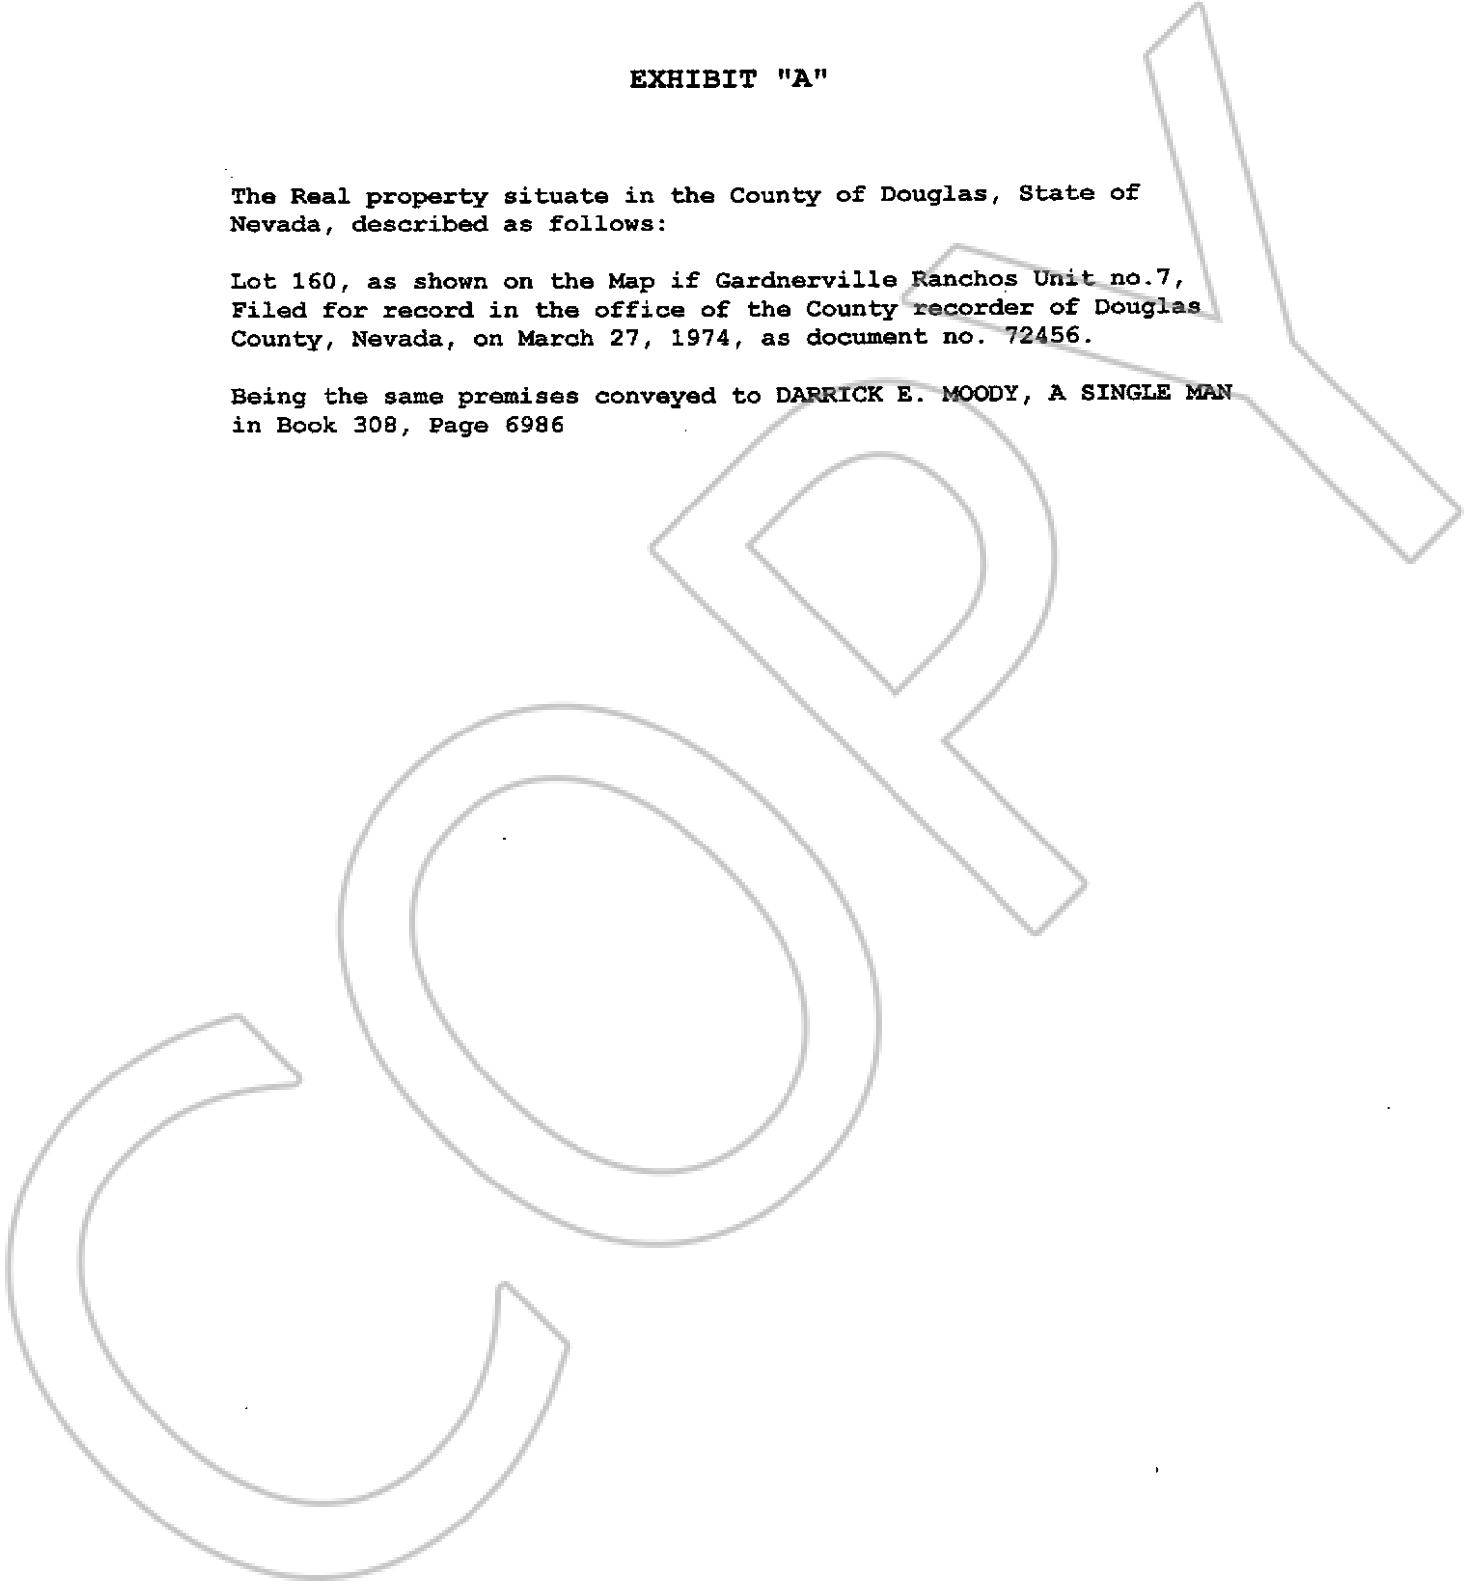 EXHIBIT "A"
The Real property situate in the County of Douglas, State of
Nevada, described as follows:
Lot 160, as shown on the Map if Gardnerville Ranchos Unit no.7,
Filed for record in the office of the County recorder of Douglas
County, Nevada, on March 27, 1974, as document no. 72456.
Being the same premises conveyed to DARRICK E. MOODY, A SINGLE MAN
in Book 308, Page 6986
COPY